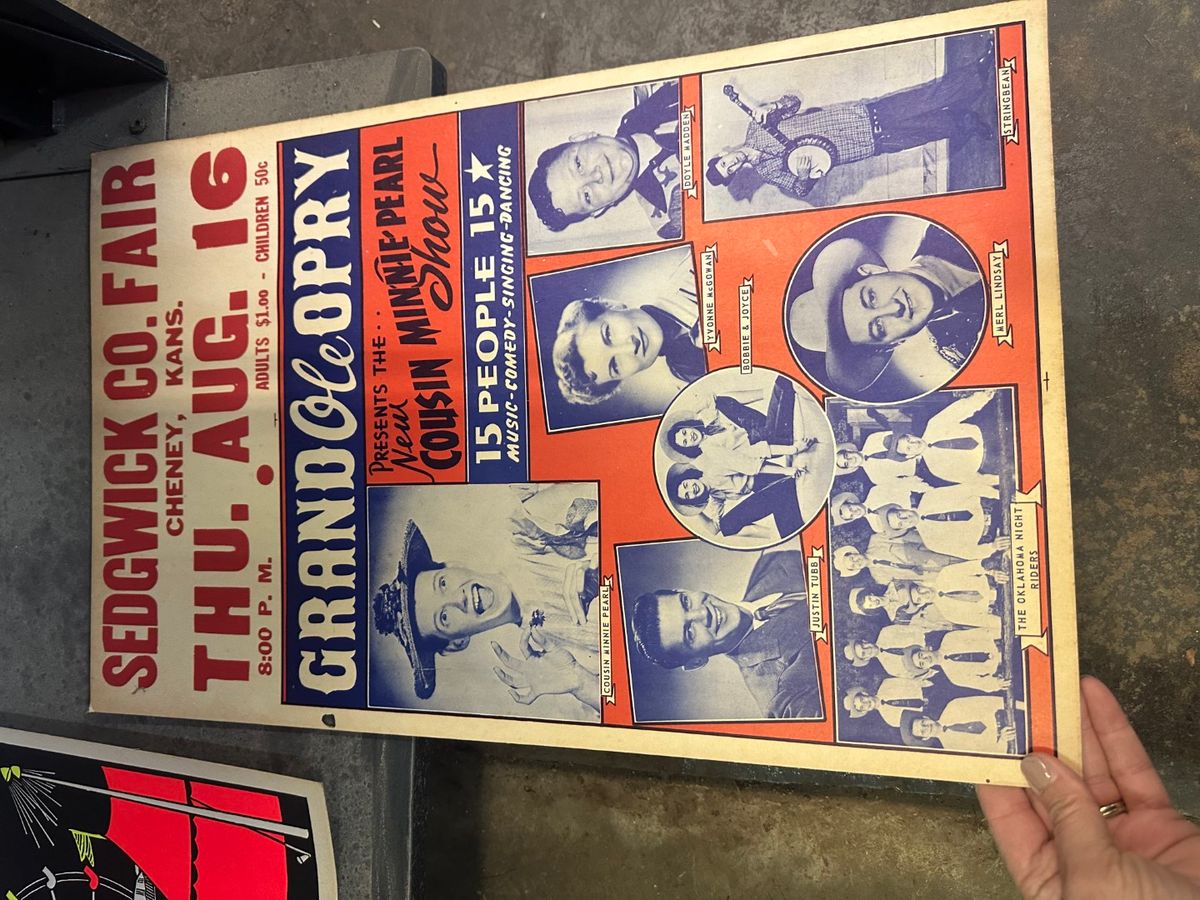 SEDGWICK CO. FAIR
CHENEY, KANS.
THU. AUG. 16
8:00 P. M. ADULTS $1.00 - CHILDREN 50c
GRAND Ole OPRY
PRESENTS THE...
New
COUSIN MINNIE PEARL
Show
15 PEOPLE 15
MUSIC-COMEDY-SINGING-DANCING
COUSIN MINNIE PEARL
YVONNE McGOWAN
DOYLE MADDEN
JUSTIN TUBB
BOBBIE & JOYCE
STRINGBEAN
THE OKLAHOMA NIGHT
RIDERS
MERL LINDSAY